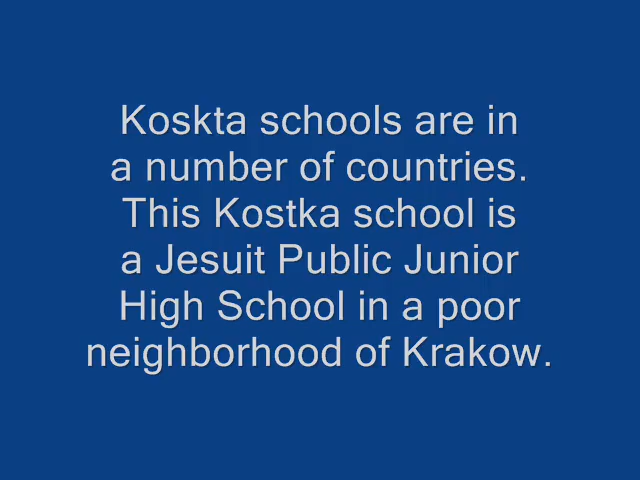 Koskta schools are in
a number of countries.
This Kostka school is
a Jesuit Public Junior
High School in a poor
neighborhood of Krakow.